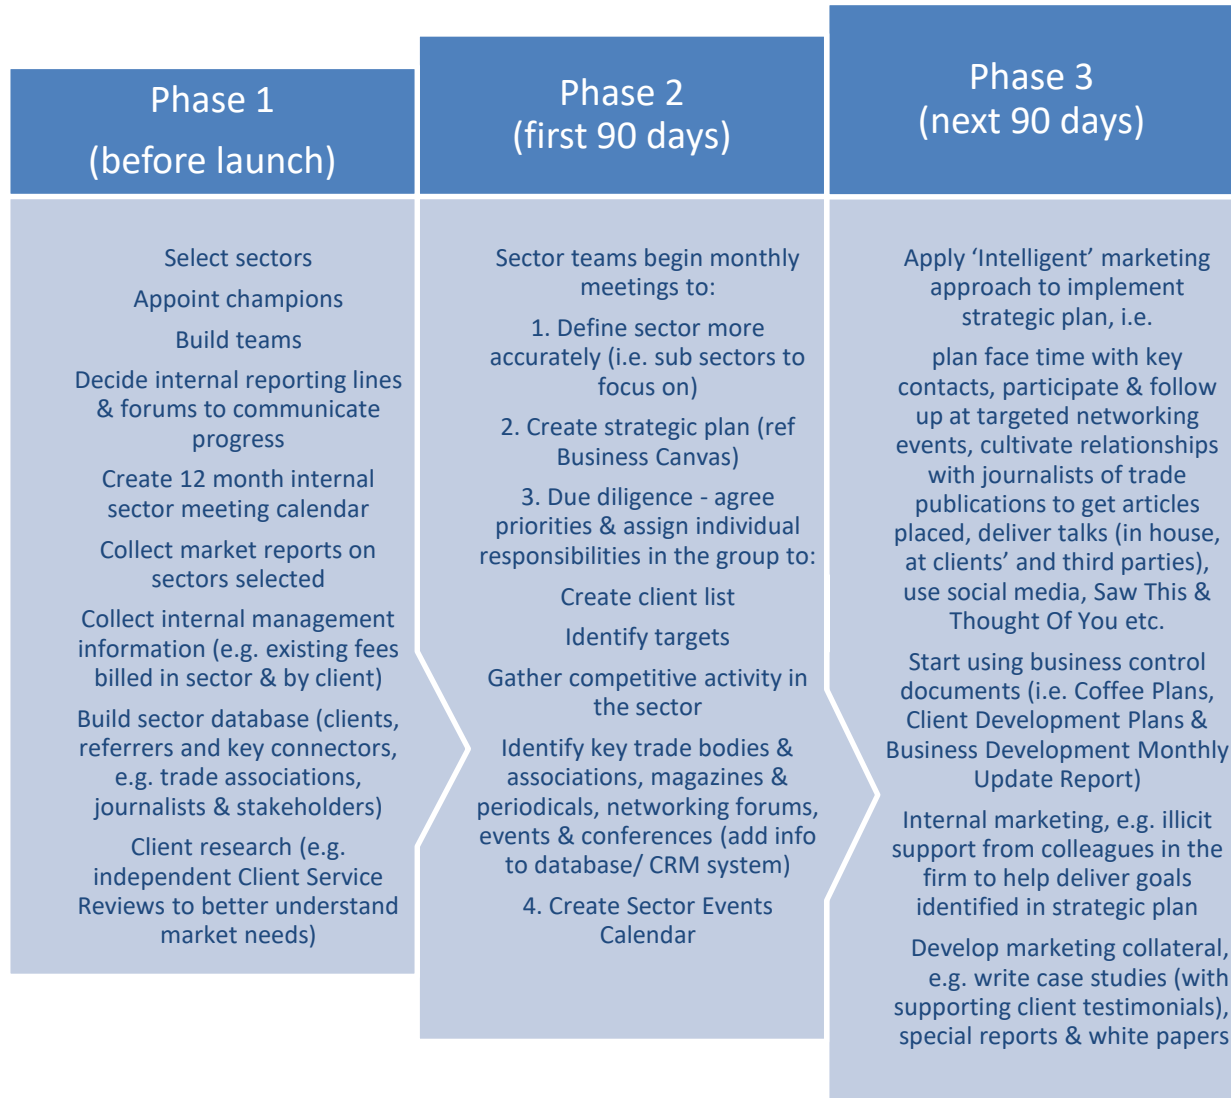 Phase 1
(before launch)
Select sectors
Appoint champions
Build teams
Decide internal reporting lines
& forums to communicate
progress
Create 12 month internal
sector meeting calendar
Collect market reports on
sectors selected
Collect internal management
information (e.g. existing fees
billed in sector & by client)
Build sector database (clients,
referrers and key connectors,
e.g. trade associations,
journalists & stakeholders)
Client research (e.g.
independent Client Service
Reviews to better understand
market needs)
Phase 2
(first 90 days)
Sector teams begin monthly
meetings to:
1. Define sector more
accurately (i.e. sub sectors to
focus on)
2. Create strategic plan (ref
Business Canvas)
3. Due diligence - agree
priorities & assign individual
responsibilities in the group to:
Create client list
Identify targets
Gather competitive activity in
the sector
Identify key trade bodies &
associations, magazines &
periodicals, networking forums,
events & conferences (add info
to database/ CRM system)
4. Create Sector Events
Calendar
Phase 3
(next 90 days)
Apply ‘Intelligent’ marketing
approach to implement
strategic plan, i.e.
plan face time with key
contacts, participate & follow
up at targeted networking
events, cultivate relationships
with journalists of trade
publications to get articles
placed, deliver talks (in house,
at clients’ and third parties),
use social media, Saw This &
Thought Of You etc.
Start using business control
documents (i.e. Coffee Plans,
Client Development Plans &
Business Development Monthly
Update Report)
Internal marketing, e.g. illicit
support from colleagues in the
firm to help deliver goals
identified in strategic plan
Develop marketing collateral,
e.g. write case studies (with
supporting client testimonials),
special reports & white papers